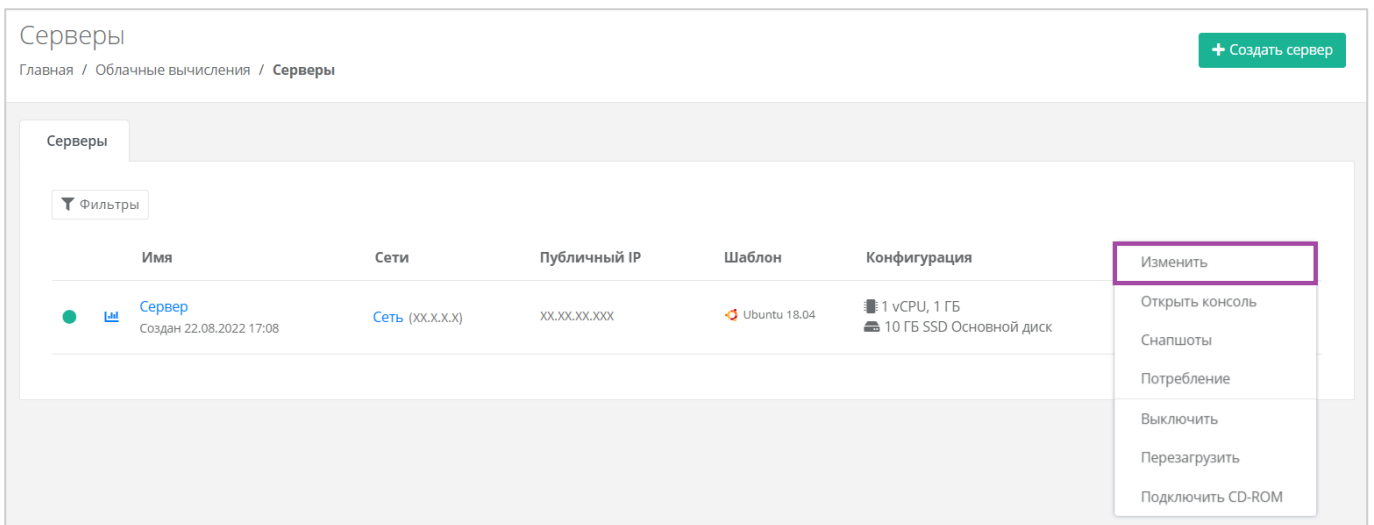 Серверы
+ Создать сервер
Главная / Облачные вычисления / Серверы
Серверы
Фильтры
Имя Сети Публичный IP Шаблон Конфигурация
Сервер
Создан 22.08.2022 17:08
Сеть (XX.X.X.X)
XX.XX.XX.XXX
Ubuntu 18.04
1 vCPU, 1 ГБ
10 ГБ SSD Основной диск
Изменить
Открыть консоль
Снапшоты
Потребление
Выключить
Перезагрузить
Подключить CD-ROM